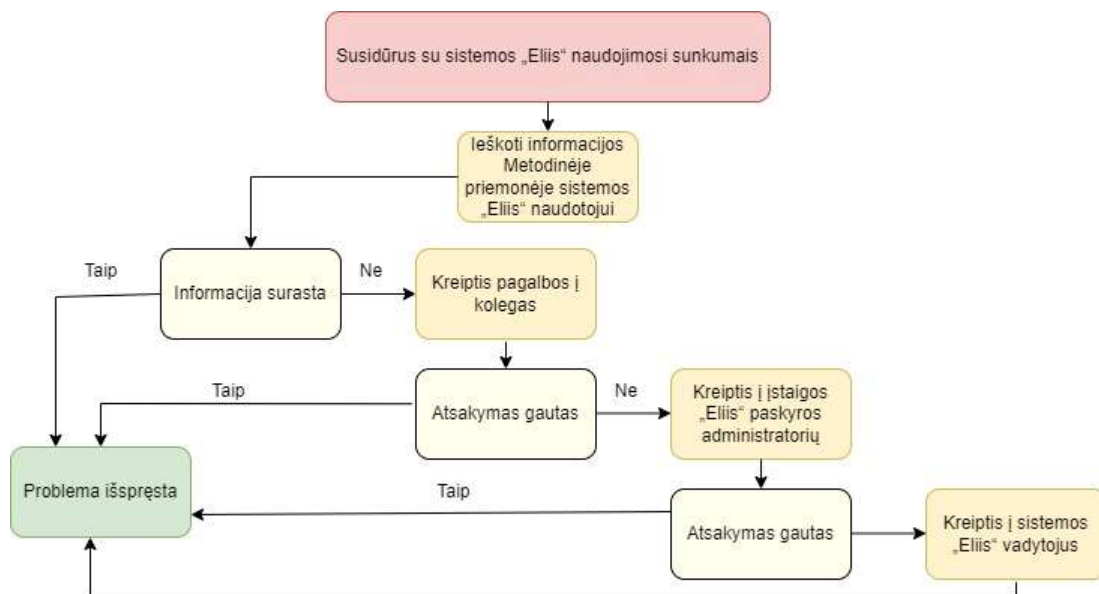 Susidūrus su sistemos „Eliis“ naudojimosi sunkumais
Ieškoti informacijos
Metodinėje
priemonėje sistemos
„Eliis“ naudotojui
Taip
Informacija surasta
Ne
Kreiptis pagalbos į
kolegas
Taip
Atsakymas gautas
Ne
Kreiptis į įstaigos
„Eliis“ paskyros
administratorių
Problema išspręsta
Taip
Atsakymas gautas
Kreiptis į sistemos
„Eliis“ vadytojus